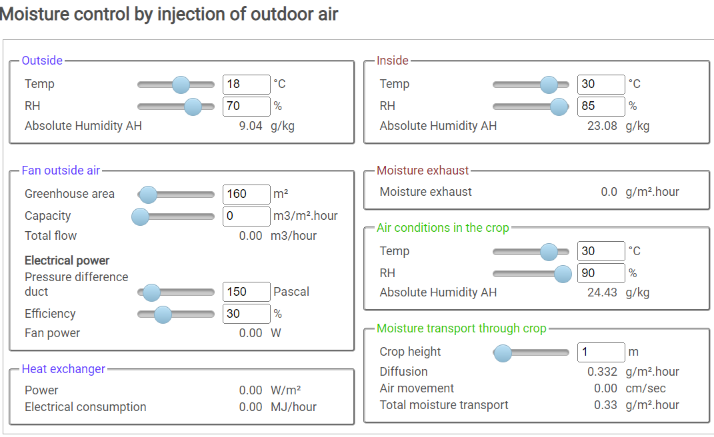 Moisture control by injection of outdoor air
Outside
Temp 18 °C
RH 70 %
Absolute Humidity AH 9.04 g/kg
Inside
Temp 30 °C
RH 85 %
Absolute Humidity AH 23.08 g/kg
Fan outside air
Greenhouse area 160 m²
Capacity 0 m3/m².hour
Total flow 0.00 m3/hour
Electrical power
Pressure difference
duct 150 Pascal
Efficiency 30 %
Fan power 0.00 W
Moisture exhaust
Moisture exhaust 0.0 g/m².hour
Air conditions in the crop
Temp 30 °C
RH 90 %
Absolute Humidity AH 24.43 g/kg
Heat exchanger
Power 0.00 W/m²
Electrical consumption 0.00 MJ/hour
Moisture transport through crop
Crop height 1 m
Diffusion 0.332 g/m².hour
Air movement 0.00 cm/sec
Total moisture transport 0.33 g/m².hour